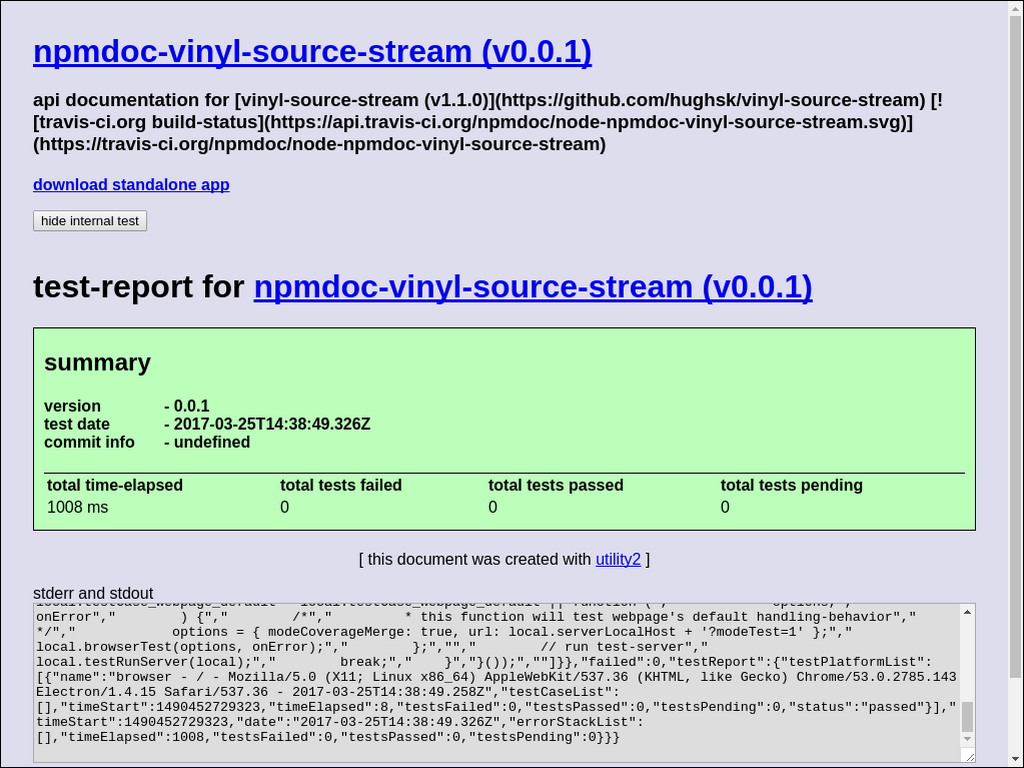 npmdoc-vinyl-source-stream (v0.0.1)
api documentation for [vinyl-source-stream (v1.1.0)](https://github.com/hughsk/vinyl-source-stream) [!
[travis-ci.org build-status](https://api.travis-ci.org/npmdoc/node-npmdoc-vinyl-source-stream.svg)]
(https://travis-ci.org/npmdoc/node-npmdoc-vinyl-source-stream)
download standalone app
hide internal test
test-report for npmdoc-vinyl-source-stream (v0.0.1)
summary
version - 0.0.1
test date - 2017-03-25T14:38:49.326Z
commit info - undefined
total time-elapsed total tests failed total tests passed total tests pending
1008 ms 0 0 0
[ this document was created with utility2 ]
stderr and stdout
onError","        ) {","        /*","         * this function will test webpage's default handling-behavior","
*/","            options = { modeCoverageMerge: true, url: local.serverLocalHost + '?modeTest=1' };","
local.browserTest(options, onError);","        };","","        // run test-server","
local.testRunServer(local);","        break;","    }","}());",""]}},"failed":0,"testReport":{"testPlatformList":
[{"name":"browser - / - Mozilla/5.0 (X11; Linux x86_64) AppleWebKit/537.36 (KHTML, like Gecko) Chrome/53.0.2785.143
Electron/1.4.15 Safari/537.36 - 2017-03-25T14:38:49.258Z","testCaseList":
[],"timeStart":1490452729323,"timeElapsed":8,"testsFailed":0,"testsPassed":0,"testsPending":0,"status":"passed"}],"
timeStart":1490452729323,"date":"2017-03-25T14:38:49.326Z","errorStackList":
[],"timeElapsed":1008,"testsFailed":0,"testsPassed":0,"testsPending":0}}}